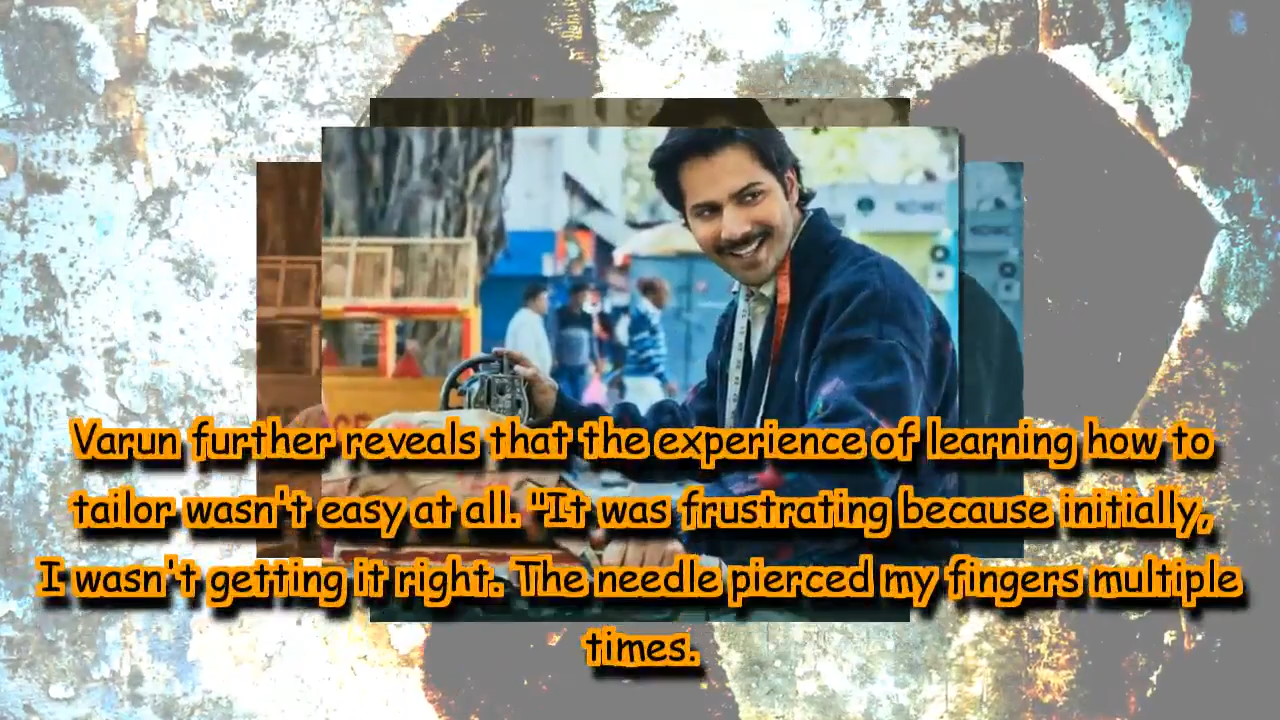 Varun further reveals that the experience of learning how to
tailor wasn't easy at all. "It was frustrating because initially,
I wasn't getting it right. The needle pierced my fingers multiple
times.